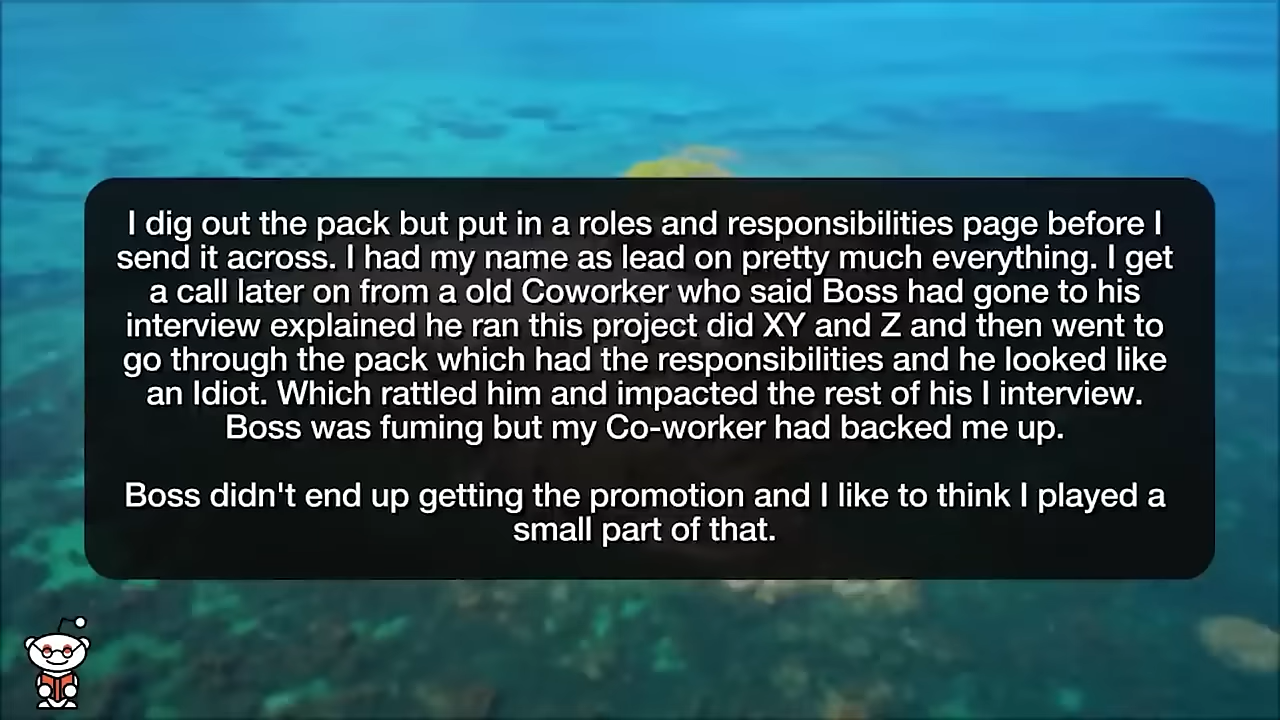 I dig out the pack but put in a roles and responsibilities page before I
send it across. I had my name as lead on pretty much everything. I get
a call later on from a old Coworker who said Boss had gone to his
interview explained he ran this project did XY and Z and then went to
go through the pack which had the responsibilities and he looked like
an Idiot. Which rattled him and impacted the rest of his I interview.
Boss was fuming but my Co-worker had backed me up.
Boss didn't end up getting the promotion and I like to think I played a
small part of that.